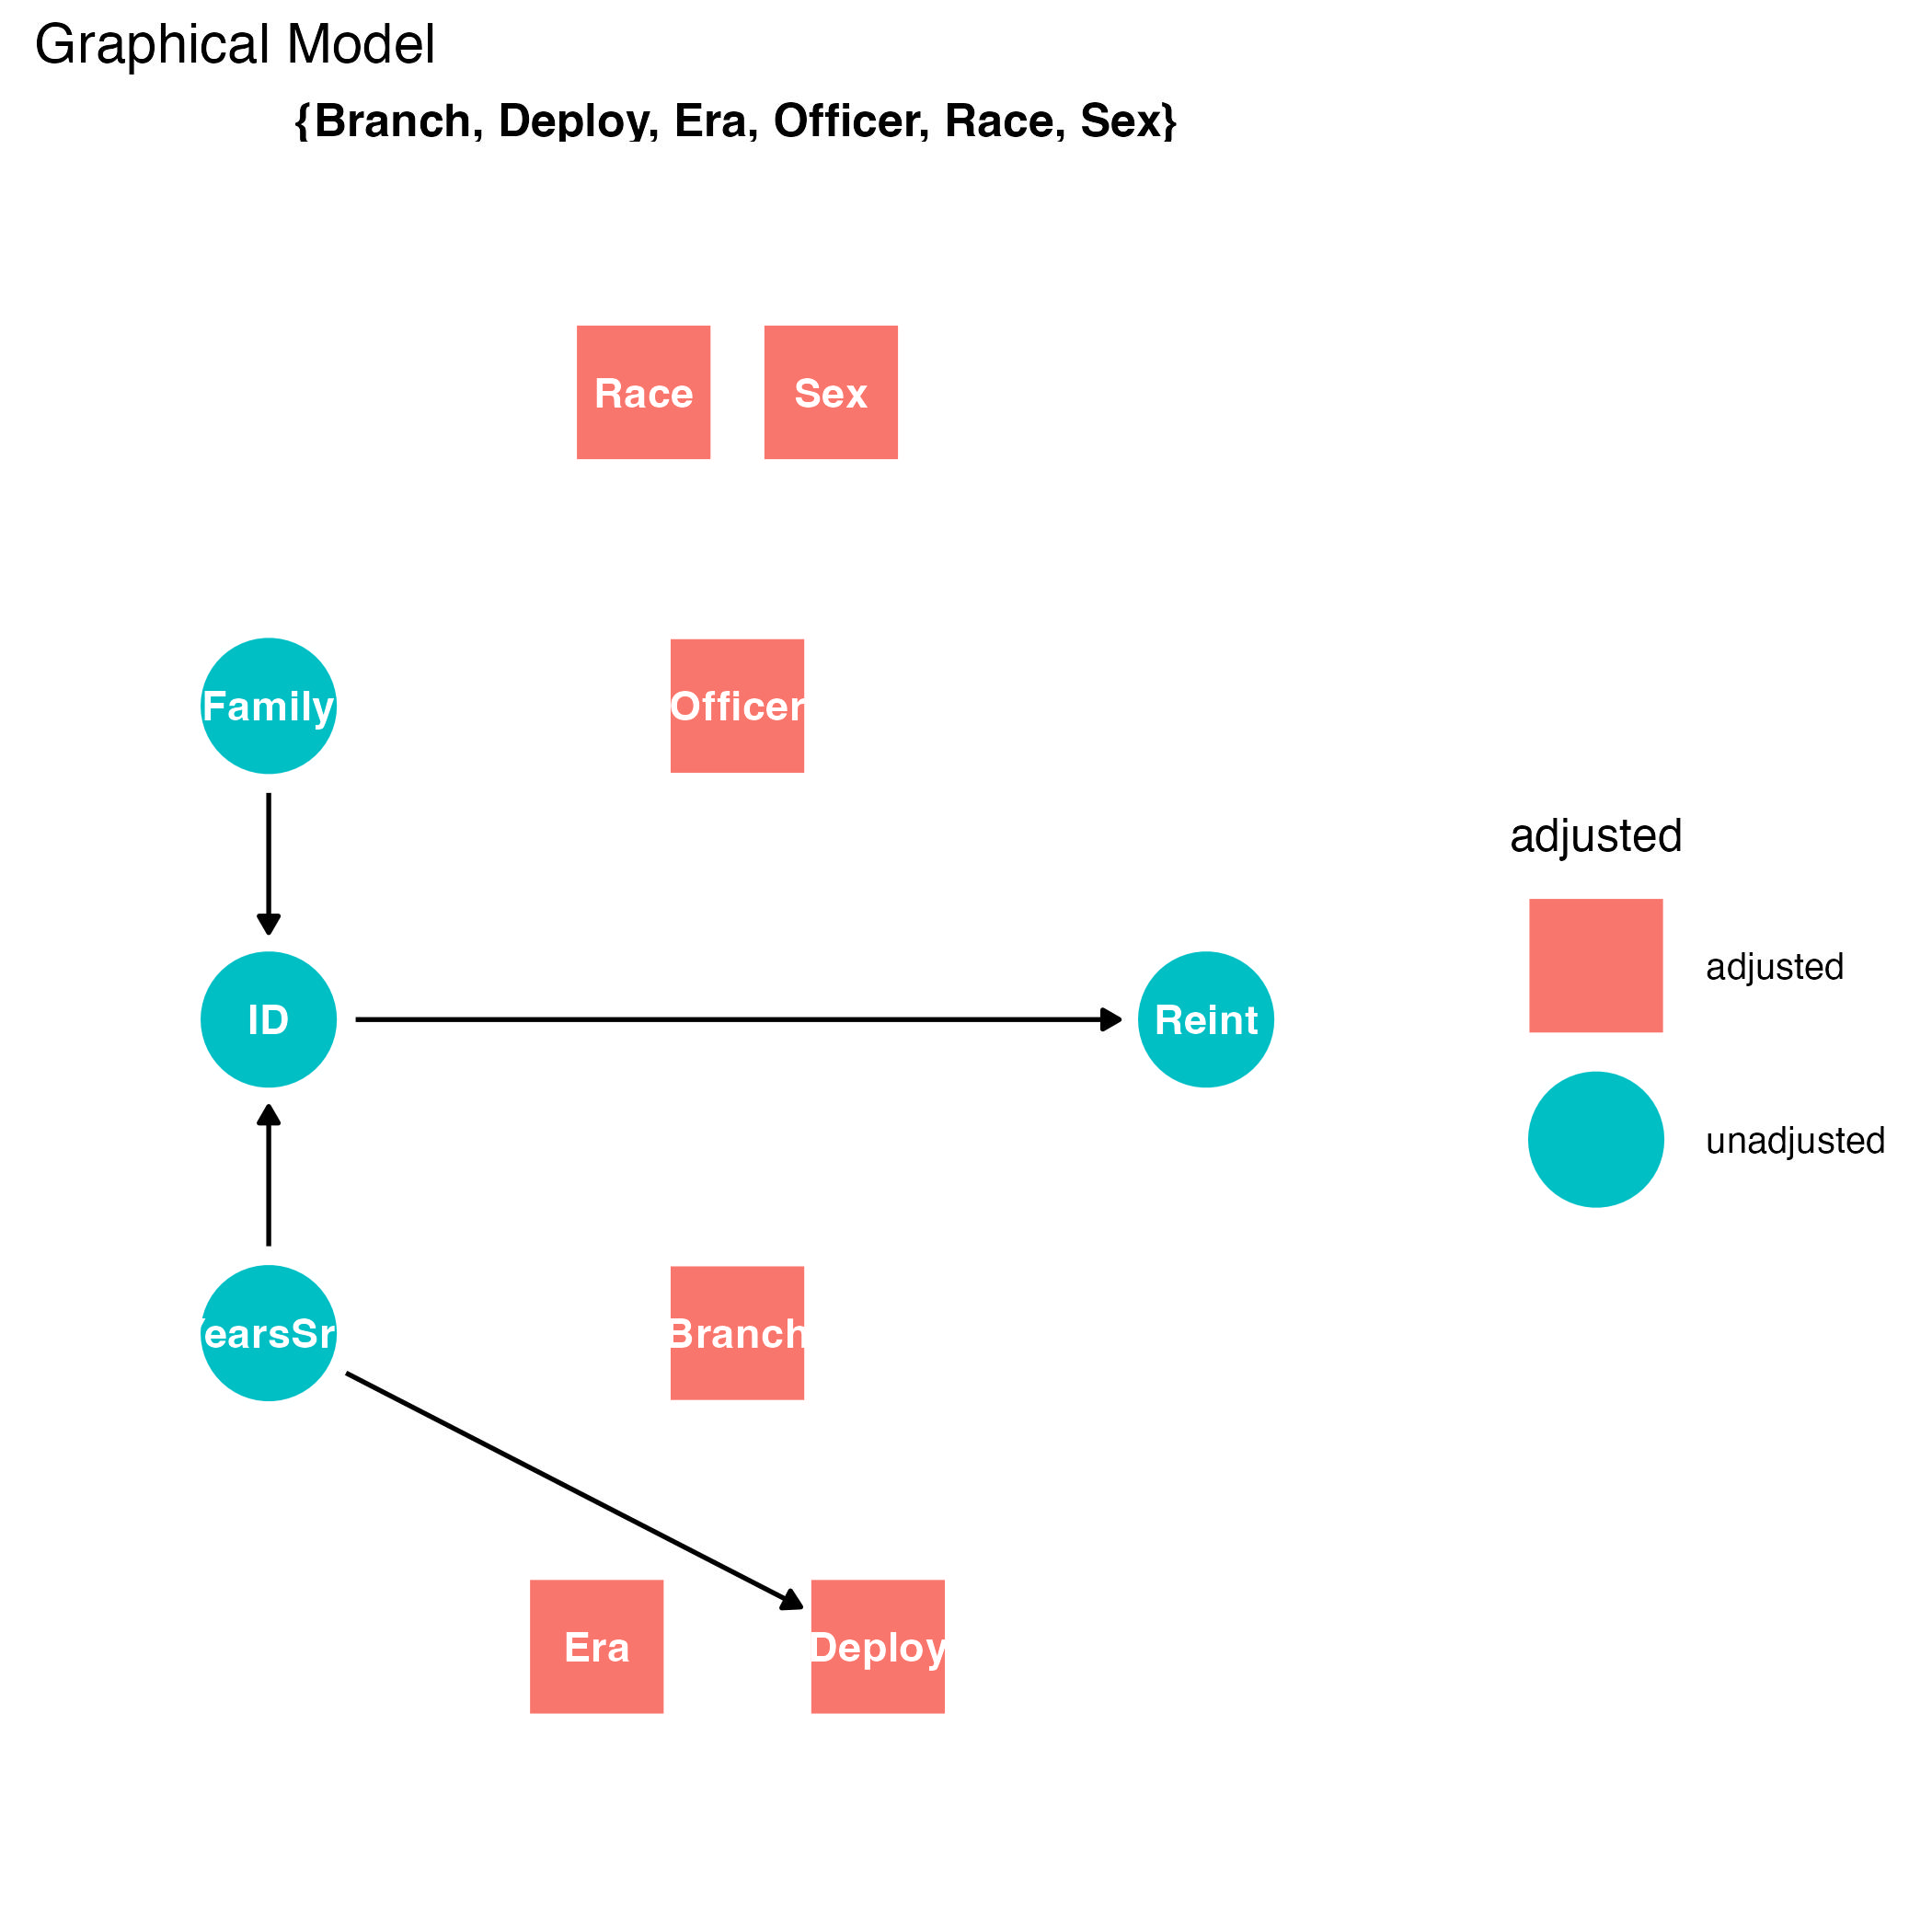 Graphical Model
{Branch, Deploy, Era, Officer, Race, Sex}
Race Sex
Family Officer
adjusted
adjusted
ID Reint
unadjusted
earsSr Branch
Era Deploy